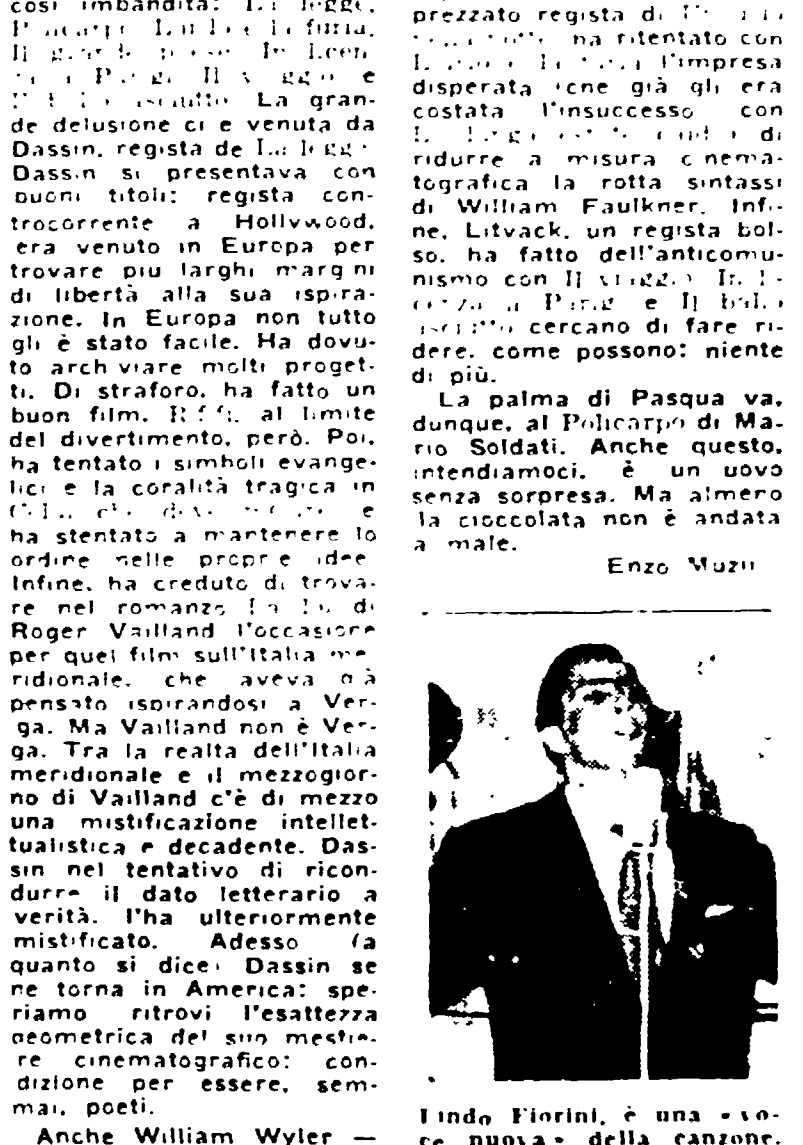 così imbandita: La legge,
furia,
Il
e
La gran-
de delusione ci e venuta da
Dassin, regista de La legge
Dassin si presentava con
buoni titoli: regista con-
trocorrente a Hollywood,
era venuto in Europa per
trovare più larghi margini
di libertà alla sua ispira-
zione. In Europa non tutto
gli è stato facile. Ha dovu-
to archiviare molti proget-
ti. Di straforo, ha fatto un
buon film, al limite
del divertimento, però. Poi,
ha tentato i simboli evange-
lici e la coralità tragica in
e
ha stentato a mantenere lo
ordine nelle proprie idee
Infine, ha creduto di trova-
re nel romanzo di
Roger Vailland l'occasione
per quel film sull'Italia me-
ridionale, che aveva già
pensato ispirandosi a Ver-
ga. Ma Vailland non è Ver-
ga. Tra la realta dell'Italia
meridionale e il mezzogior-
no di Vailland c'è di mezzo
una mistificazione intellet-
tualistica e decadente. Das-
sin nel tentativo di ricon-
durre il dato letterario a
verità, l'ha ulteriormente
mistificato. Adesso (a
quanto si dice) Dassin se
ne torna in America: spe-
riamo ritrovi l'esattezza
geometrica del suo mestie-
re cinematografico: con-
dizione per essere, sem-
mai, poeti.
Anche William Wyler —
prezzato regista di
ha ritentato con
l'impresa
disperata (che già gli era
costata l'insuccesso con
di
ridurre a misura cinema-
tografica la rotta sintassi
di William Faulkner. Infi-
ne, Litvack, un regista bol-
so, ha fatto dell'anticomu-
nismo con Il viaggio.
e Il
cercano di fare ri-
dere, come possono: niente
di più.
La palma di Pasqua va,
dunque, al Policarpo di Ma-
rio Soldati. Anche questo,
intendiamoci, è un uovo
senza sorpresa. Ma almeno
la cioccolata non è andata
a male.
Enzo Muzii
Lindo Fiorini, è una « vo-
ce nuova » della canzone.